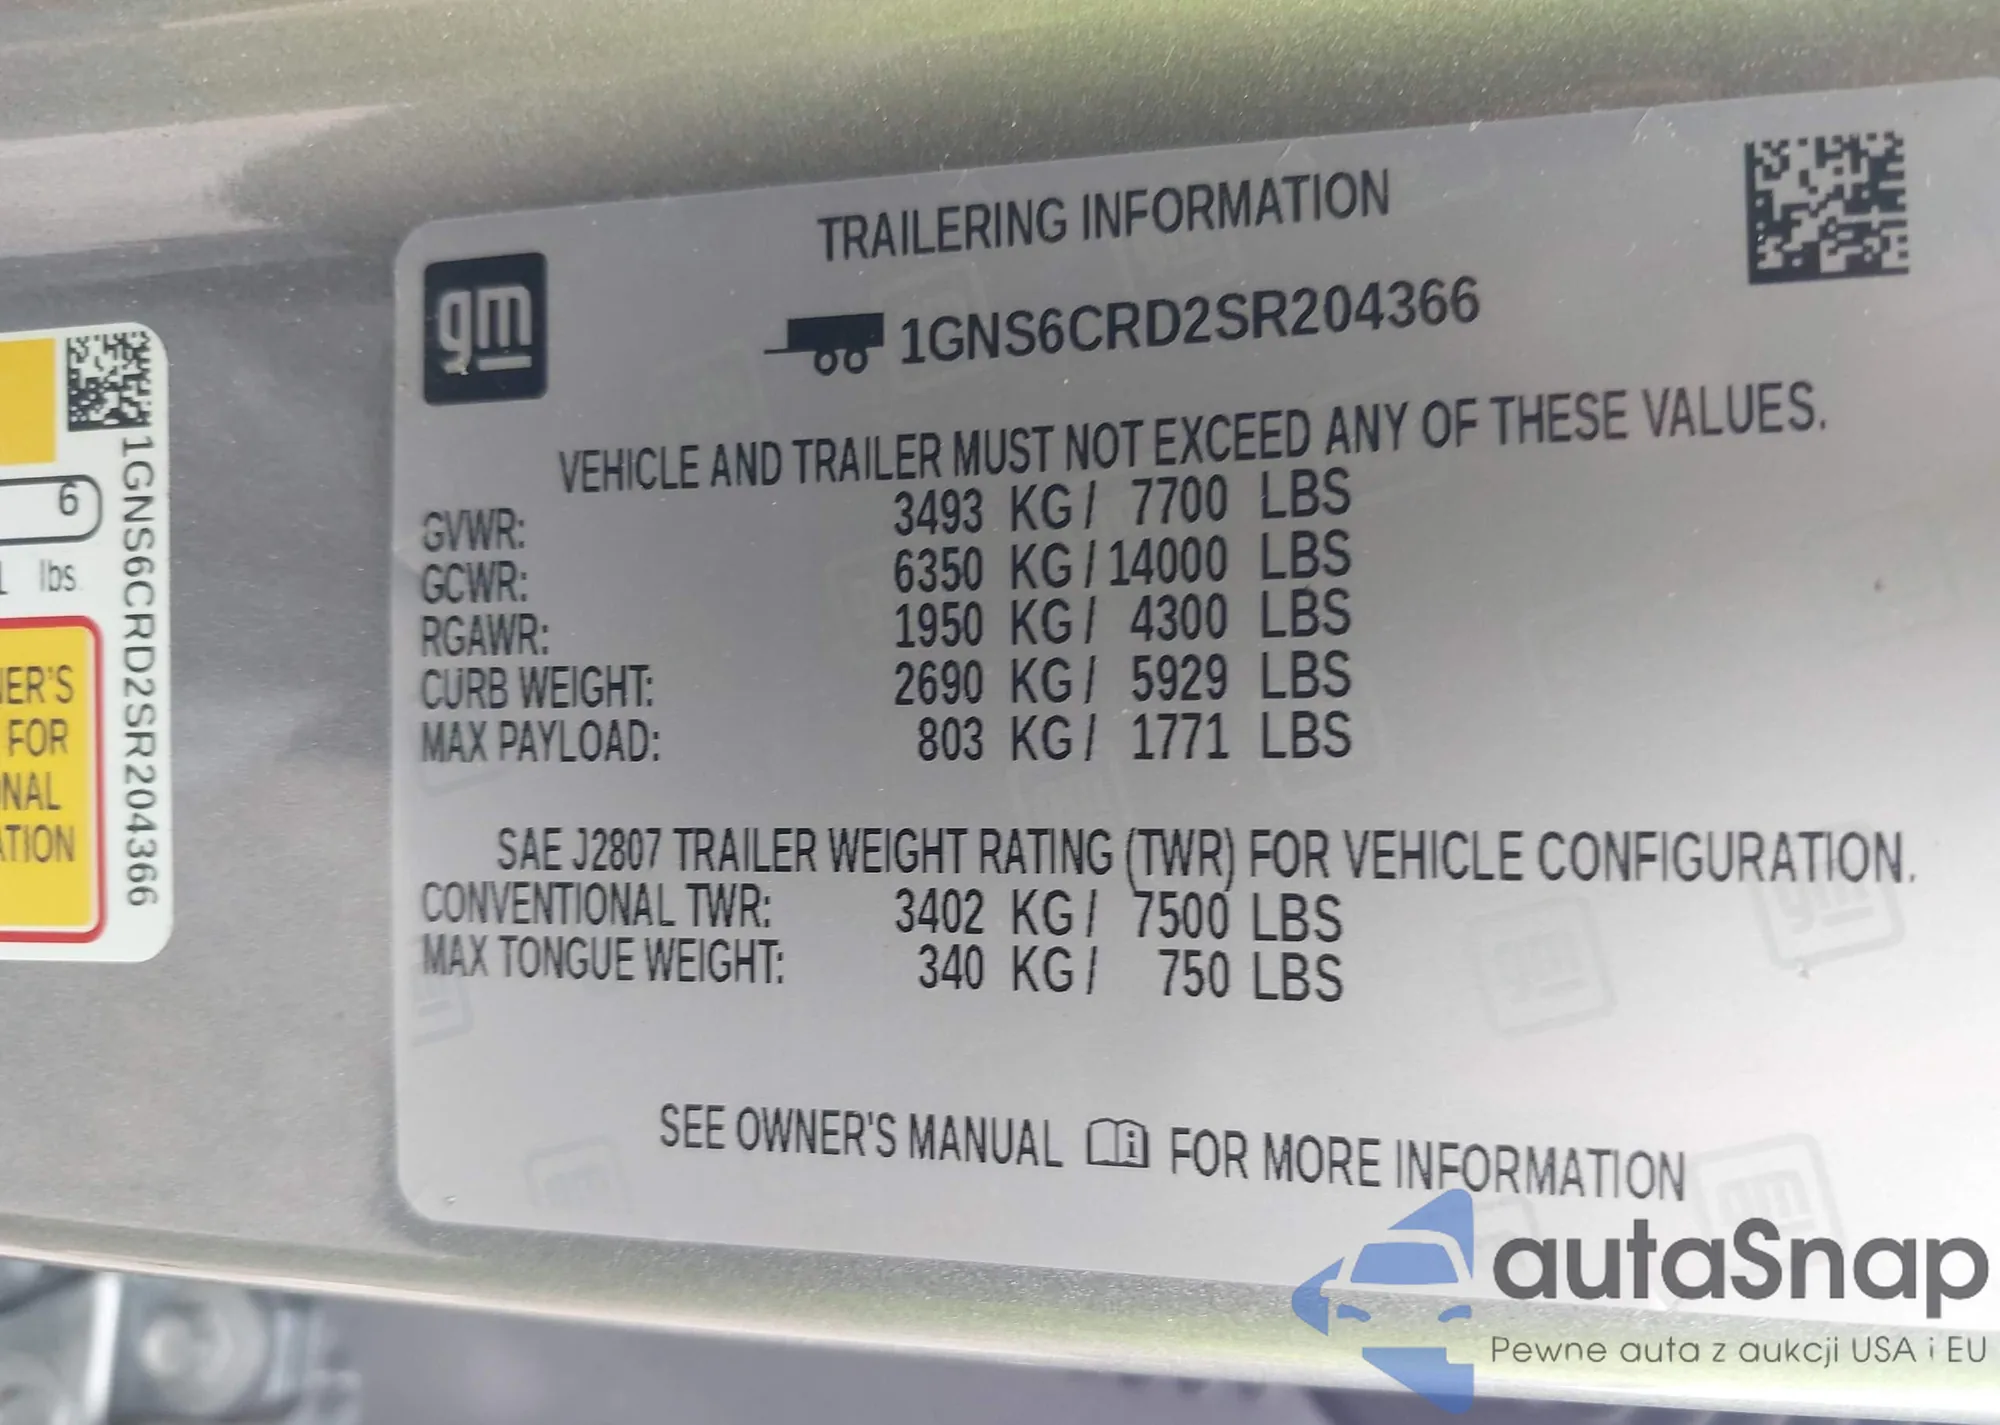 TRAILERING INFORMATION
gm
1GNS6CRD2SR204366
VEHICLE AND TRAILER MUST NOT EXCEED ANY OF THESE VALUES.
GVWR: 3493 KG / 7700 LBS
GCWR: 6350 KG / 14000 LBS
RGAWR: 1950 KG / 4300 LBS
CURB WEIGHT: 2690 KG / 5929 LBS
MAX PAYLOAD: 803 KG / 1771 LBS
SAE J2807 TRAILER WEIGHT RATING (TWR) FOR VEHICLE CONFIGURATION.
CONVENTIONAL TWR: 3402 KG / 7500 LBS
MAX TONGUE WEIGHT: 340 KG / 750 LBS
SEE OWNER'S MANUAL i FOR MORE INFORMATION
6
lbs.
FOR
1GNS6CRD2SR204366
autaSnap
Pewne auta z aukcji USA i EU